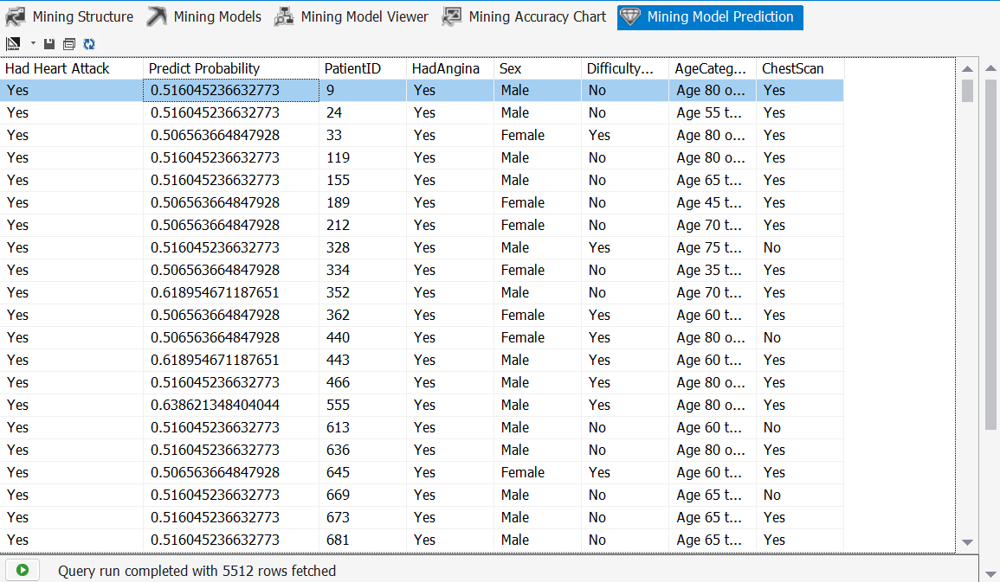 Mining Structure Mining Models Mining Model Viewer Mining Accuracy Chart Mining Model Prediction
Had Heart Attack Predict Probability PatientID HadAngina Sex Difficulty... AgeCateg... ChestScan
Yes 0.516045236632773 9 Yes Male No Age 80 o... Yes
Yes 0.516045236632773 24 Yes Male No Age 55 t... Yes
Yes 0.506563664847928 33 Yes Female Yes Age 80 o... Yes
Yes 0.516045236632773 119 Yes Male No Age 80 o... Yes
Yes 0.516045236632773 155 Yes Male No Age 65 t... Yes
Yes 0.506563664847928 189 Yes Female No Age 45 t... Yes
Yes 0.506563664847928 212 Yes Female No Age 70 t... Yes
Yes 0.516045236632773 328 Yes Male Yes Age 75 t... No
Yes 0.506563664847928 334 Yes Female No Age 35 t... Yes
Yes 0.618954671187651 352 Yes Male No Age 70 t... Yes
Yes 0.506563664847928 362 Yes Female Yes Age 60 t... Yes
Yes 0.506563664847928 440 Yes Female Yes Age 80 o... No
Yes 0.618954671187651 443 Yes Male Yes Age 60 t... Yes
Yes 0.516045236632773 466 Yes Male Yes Age 80 o... Yes
Yes 0.638621348404044 555 Yes Male Yes Age 80 o... Yes
Yes 0.516045236632773 613 Yes Male No Age 60 t... No
Yes 0.516045236632773 636 Yes Male No Age 80 o... Yes
Yes 0.506563664847928 645 Yes Female Yes Age 60 t... Yes
Yes 0.516045236632773 669 Yes Male No Age 65 t... No
Yes 0.516045236632773 673 Yes Male No Age 65 t... Yes
Yes 0.516045236632773 681 Yes Male No Age 65 t... Yes
Query run completed with 5512 rows fetched